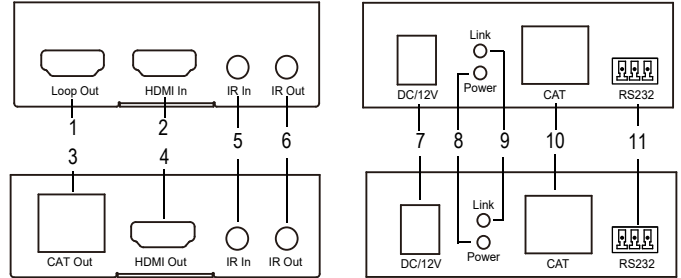 Loop Out HDMI In IR In IR Out
1 2 5 6
3 4
CAT Out HDMI Out IR In IR Out
Link
DC/12V Power CAT RS232
7 8 9 10 11
Link
DC/12V Power CAT RS232